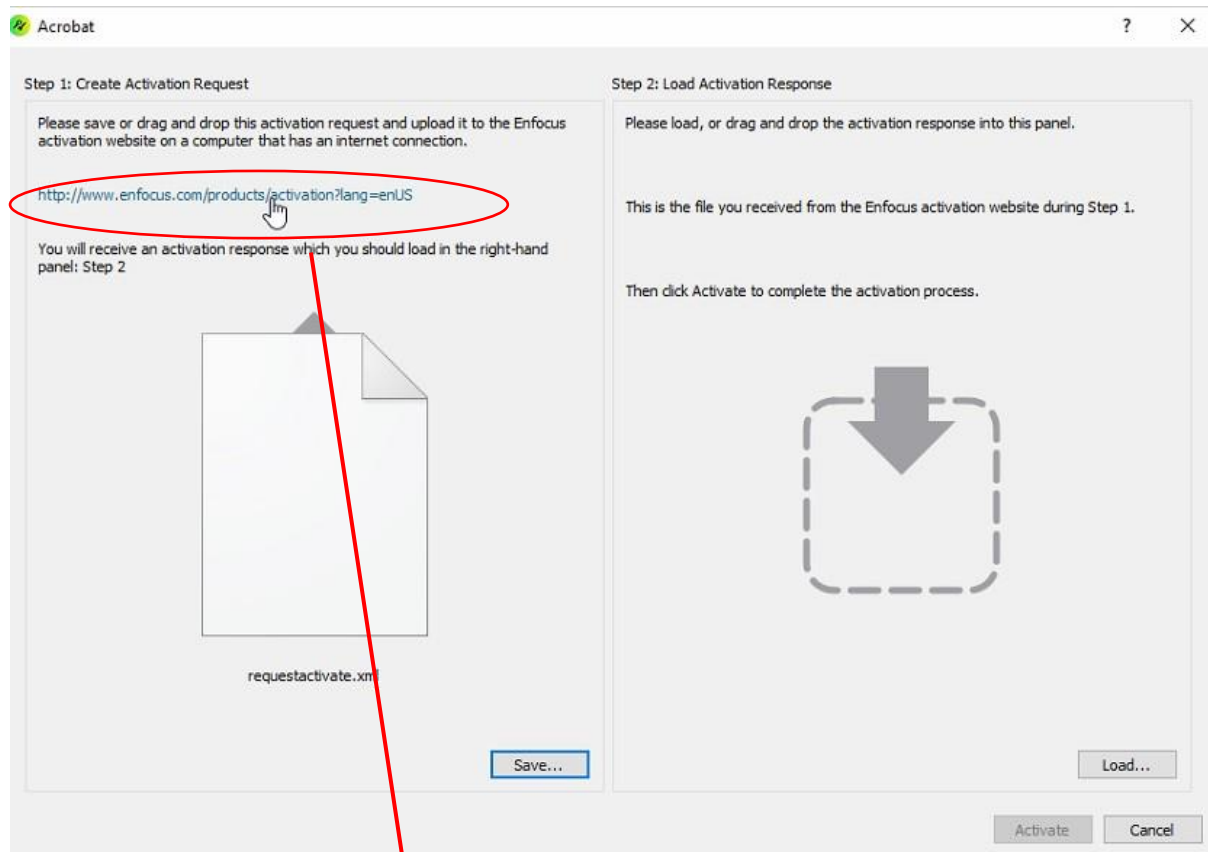 Acrobat
?
Step 1: Create Activation Request
Please save or drag and drop this activation request and upload it to the Enfocus
activation website on a computer that has an internet connection.
http://www.enfocus.com/products/activation?lang=enUS
You will receive an activation response which you should load in the right-hand
panel: Step 2
requestactivate.xml
Save...
Step 2: Load Activation Response
Please load, or drag and drop the activation response into this panel.
This is the file you received from the Enfocus activation website during Step 1.
Then click Activate to complete the activation process.
Load...
Activate
Cancel